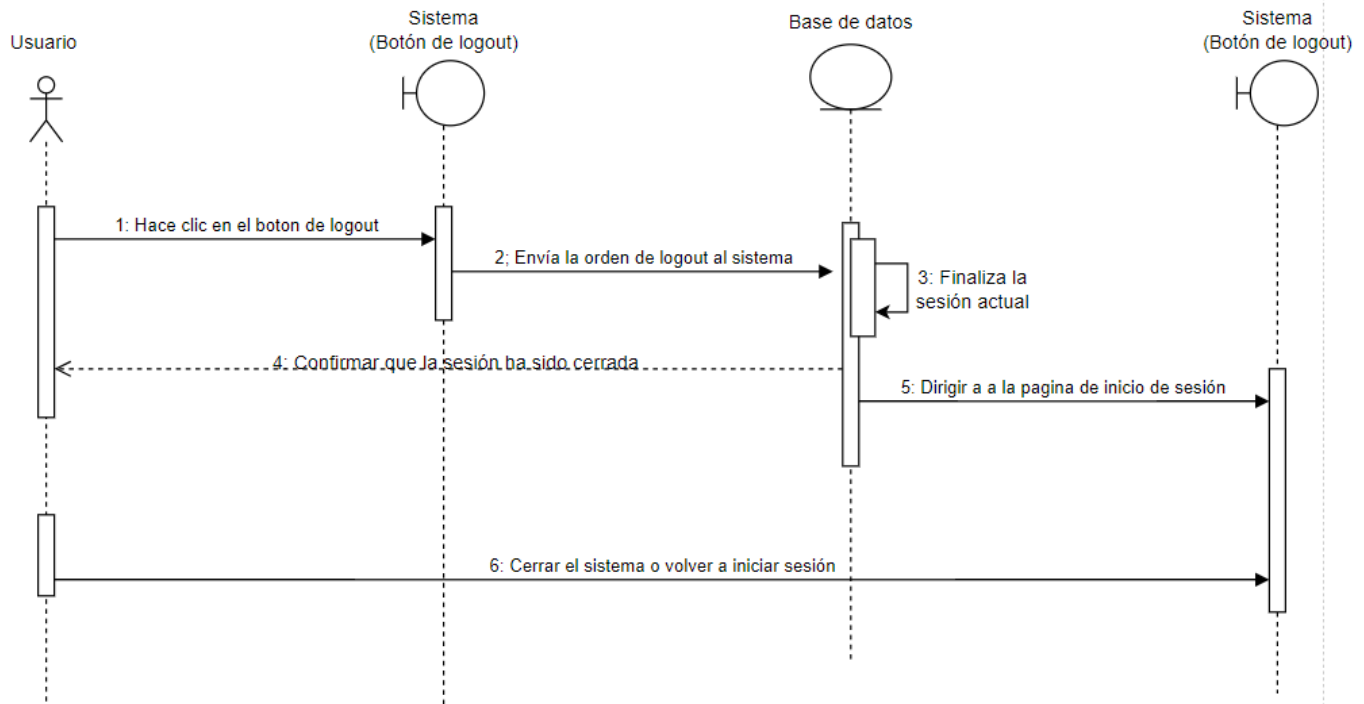 Usuario
Sistema
(Botón de logout)
Base de datos
Sistema
(Botón de logout)
1: Hace clic en el boton de logout
2; Envía la orden de logout al sistema
3: Finaliza la
sesión actual
4: Confirmar que la sesión ha sido cerrada
5: Dirigir a a la pagina de inicio de sesión
6: Cerrar el sistema o volver a iniciar sesión